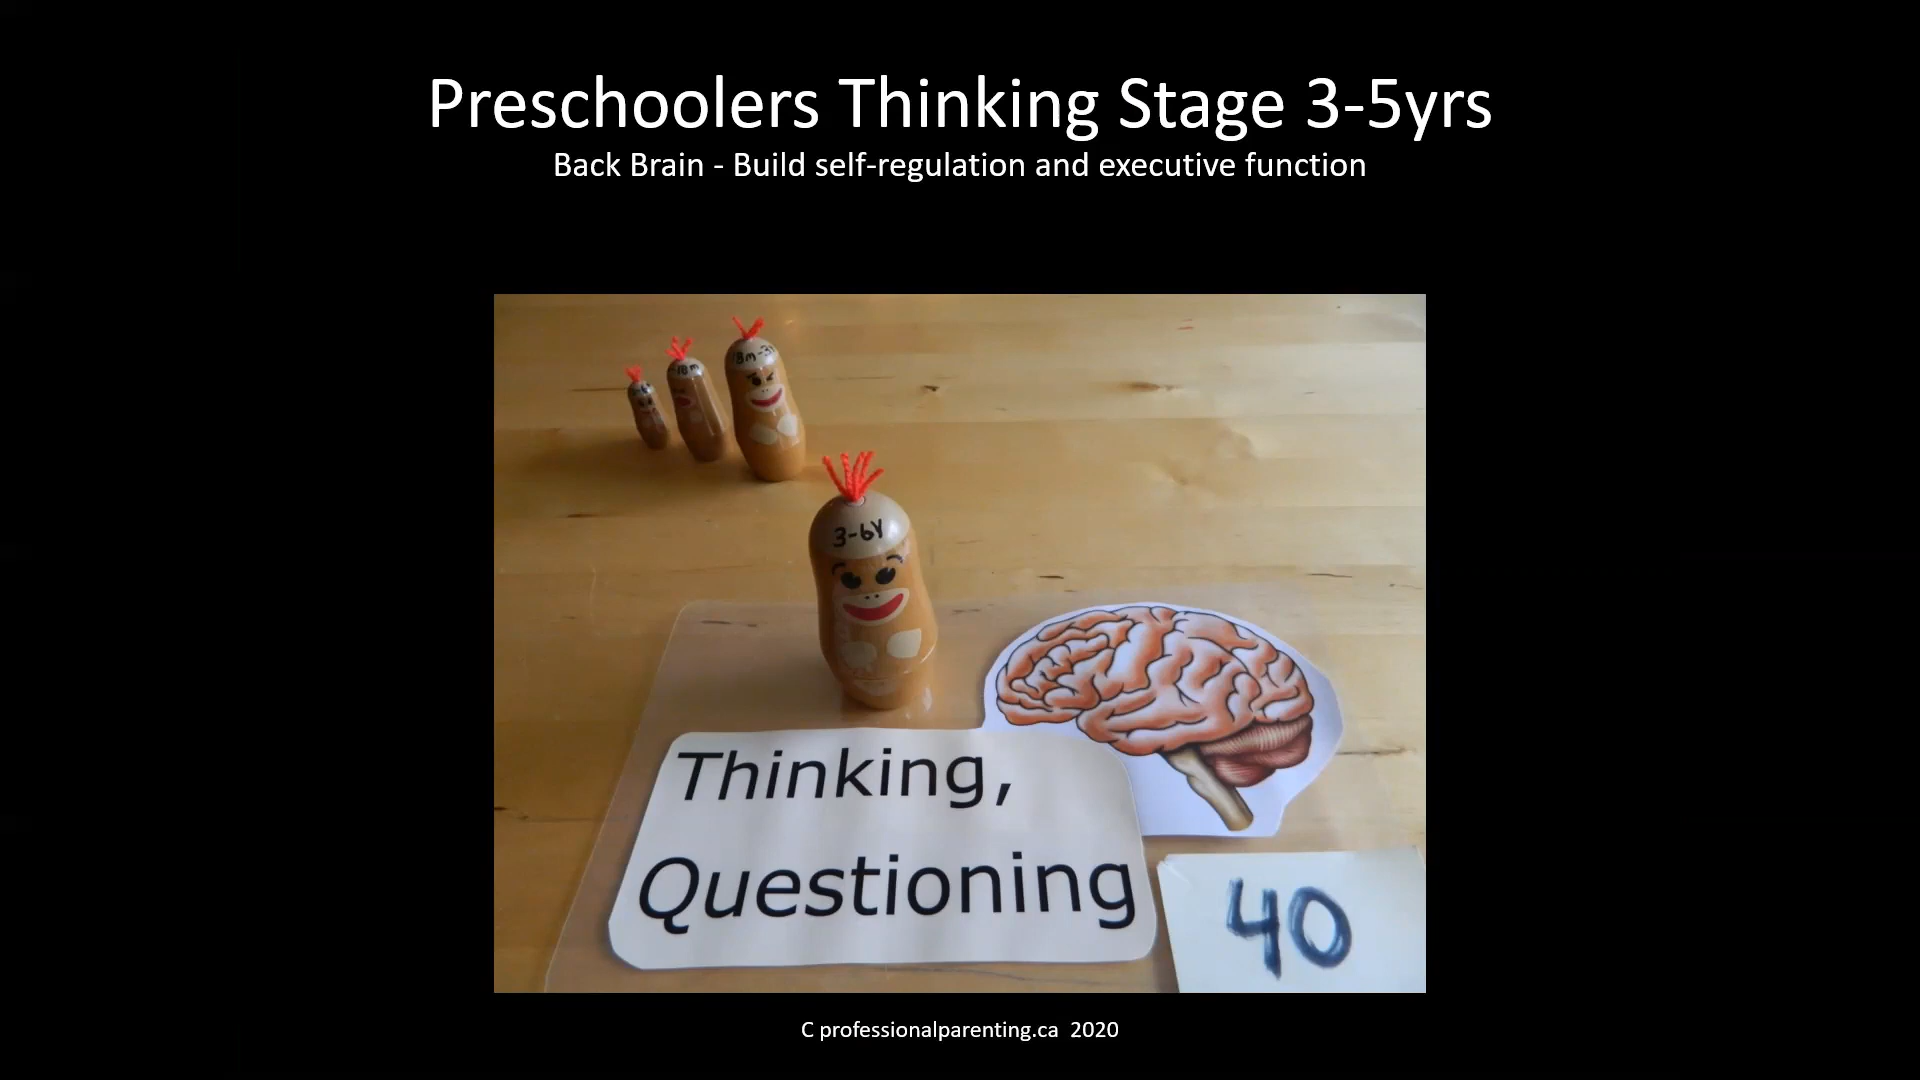 Preschoolers Thinking Stage 3-5yrs
Back Brain - Build self-regulation and executive function
3-6Y
Thinking,
Questioning
40
C professionalparenting.ca 2020